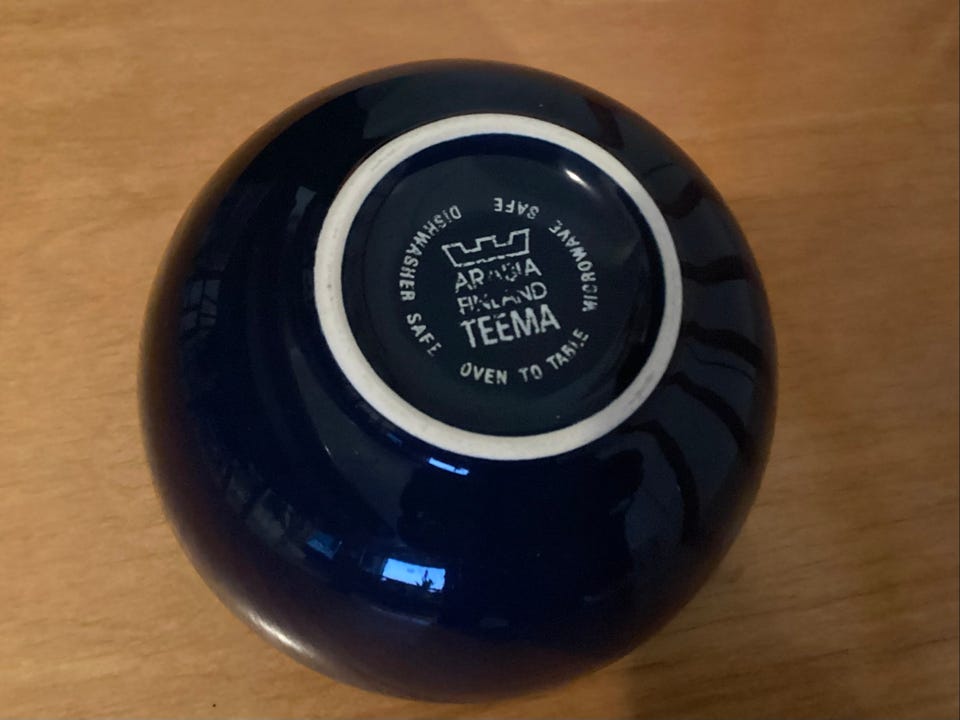 ARABIA
FINLAND
TEEMA
DISHWASHER SAFE
OVEN TO TABLE
MICROWAVE SAFE